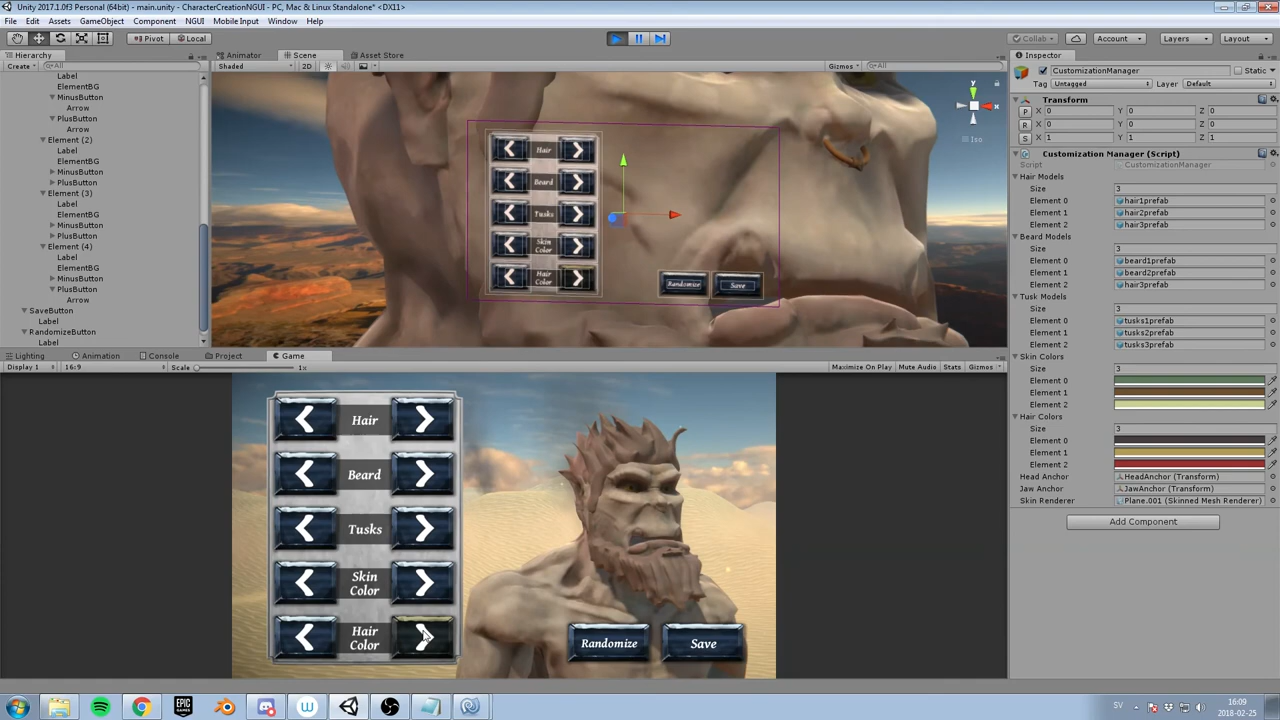 Unity 2017.1.0f3 Personal (64bit) - main.unity - CharacterCreationNGUI - PC, Mac & Linux Standalone* <DX11>
File Edit Assets GameObject Component NGUI Mobile Input Window Help
Pivot Local Collab Account Layers Layout
Hierarchy
Create All
Label
ElementBG
MinusButton
Arrow
PlusButton
Arrow
Element (2)
Label
ElementBG
MinusButton
PlusButton
Element (3)
Label
ElementBG
MinusButton
PlusButton
Element (4)
Label
ElementBG
MinusButton
PlusButton
Arrow
SaveButton
Label
RandomizeButton
Label
Animator Scene Asset Store
Shaded 2D Gizmos All
y
x
Iso
Hair
Beard
Tusks
Skin
Color
Hair
Color
Randomize Save
Lighting Animation Console Project Game
Display 1 16:9 Scale 1x Maximize On Play Mute Audio Stats Gizmos
Hair
Beard
Tusks
Skin
Color
Hair
Color
Randomize Save
Inspector
CustomizationManager Static
Tag Untagged Layer Default
Transform
P X 0 Y 0 Z 0
R X 0 Y 0 Z 0
S X 1 Y 1 Z 1
Customization Manager (Script)
Script CustomizationManager
Hair Models
Size 3
Element 0 hair1prefab
Element 1 hair2prefab
Element 2 hair3prefab
Beard Models
Size 3
Element 0 beard1prefab
Element 1 beard2prefab
Element 2 hair3prefab
Tusk Models
Size 3
Element 0 tusks1prefab
Element 1 tusks2prefab
Element 2 tusks3prefab
Skin Colors
Size 3
Element 0
Element 1
Element 2
Hair Colors
Size 3
Element 0
Element 1
Element 2
Head Anchor HeadAnchor (Transform)
Jaw Anchor JawAnchor (Transform)
Skin Renderer Plane.001 (Skinned Mesh Renderer)
Add Component
EPIC
GAMES
SV
16:09
2018-02-25